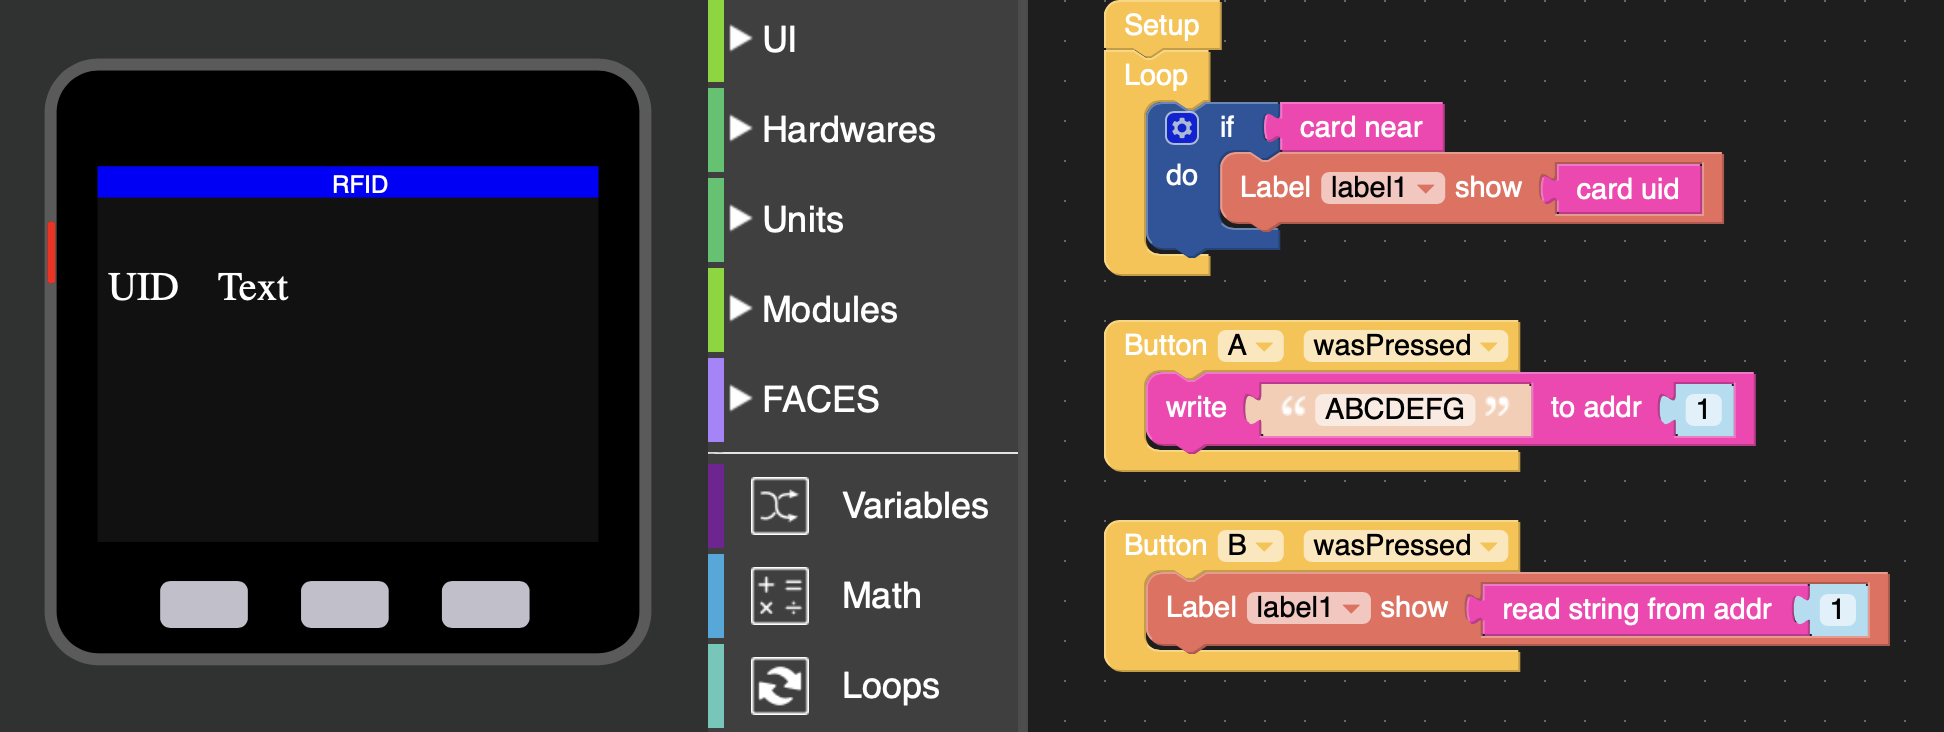 RFID
UID Text
UI
Hardwares
Units
Modules
FACES
Variables
Math
Loops
Setup
Loop
if card near
do Label label1 show card uid
Button A wasPressed
write “ ABCDEFG ” to addr 1
Button B wasPressed
Label label1 show read string from addr 1